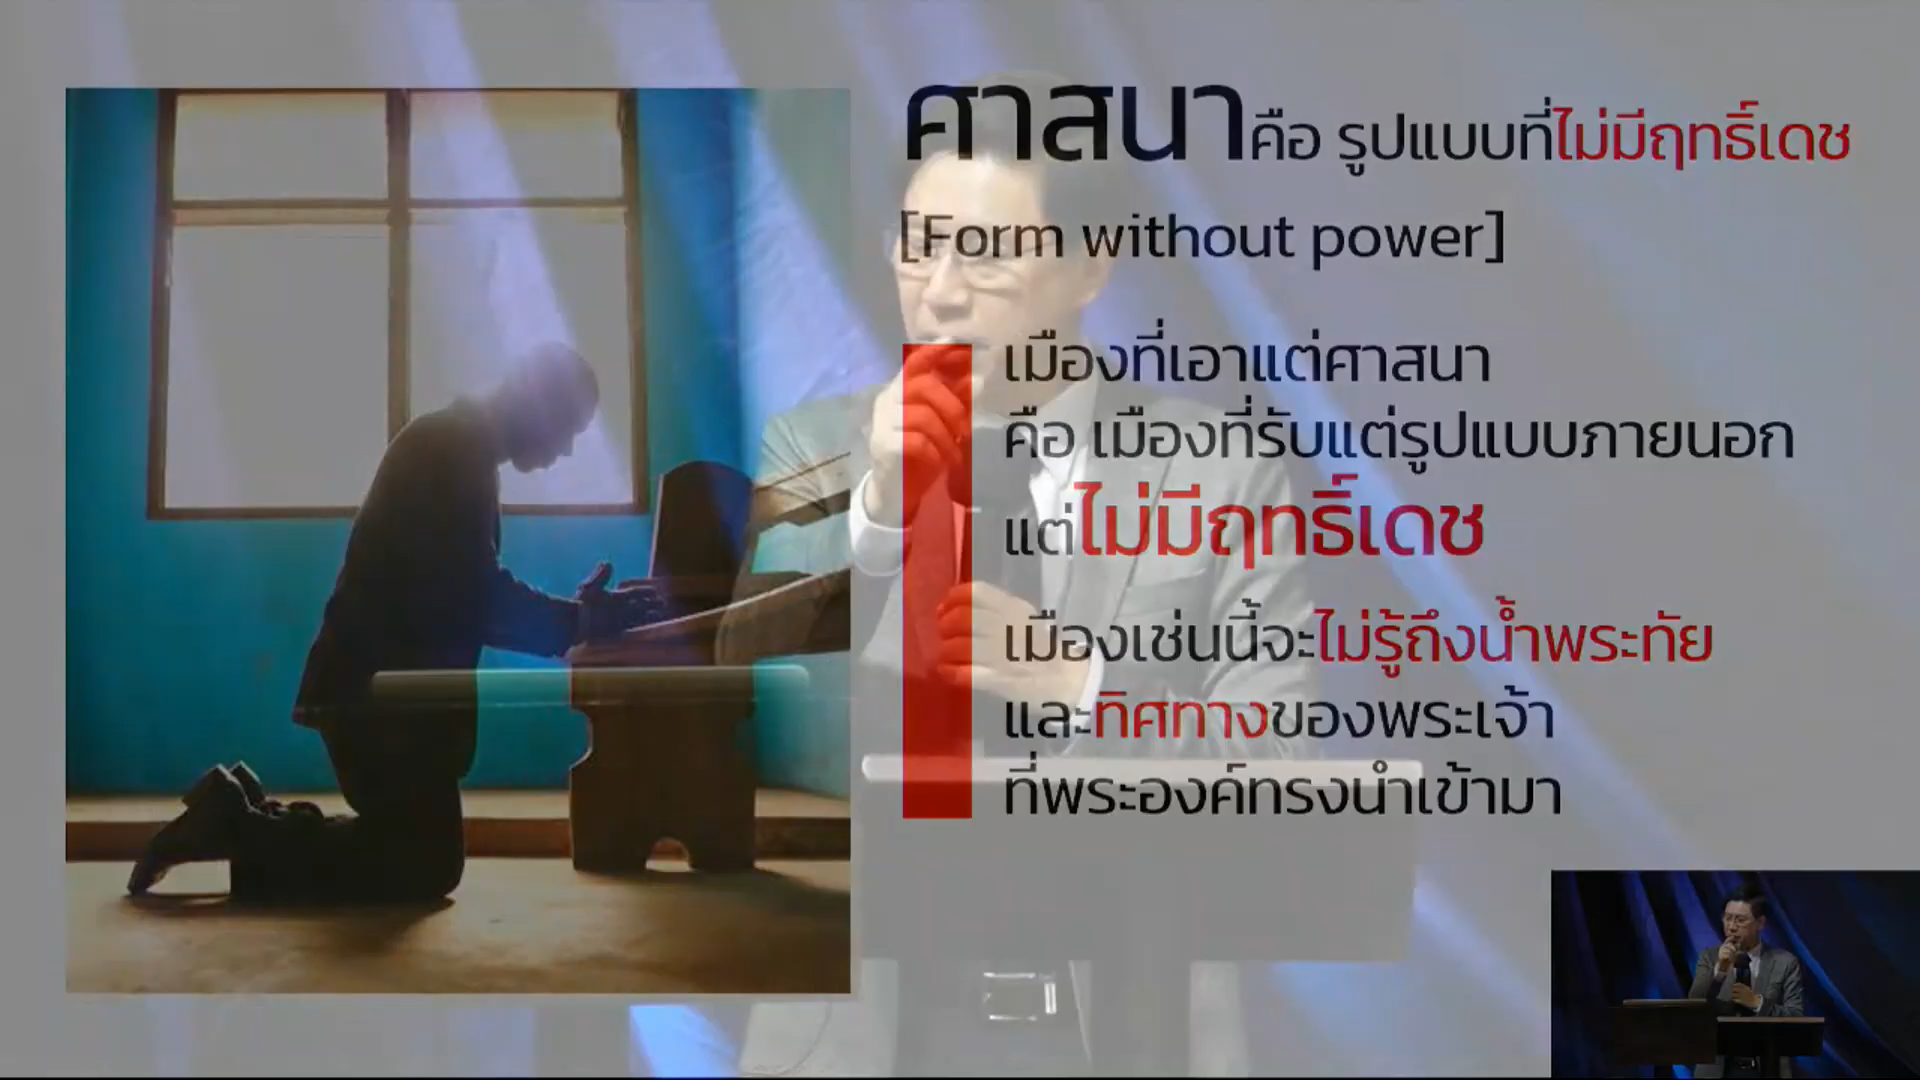 ศาสนาคือ รูปแบบที่ไม่มีฤทธิ์เดช
[Form without power]
เมืองที่เอาแต่ศาสนา
คือ เมืองที่รับแต่รูปแบบภายนอก
แต่ไม่มีฤทธิ์เดช
เมืองเช่นนี้จะไม่รู้ถึงน้ำพระทัย
และทิศทางของพระเจ้า
ที่พระองค์ทรงนำเข้ามา